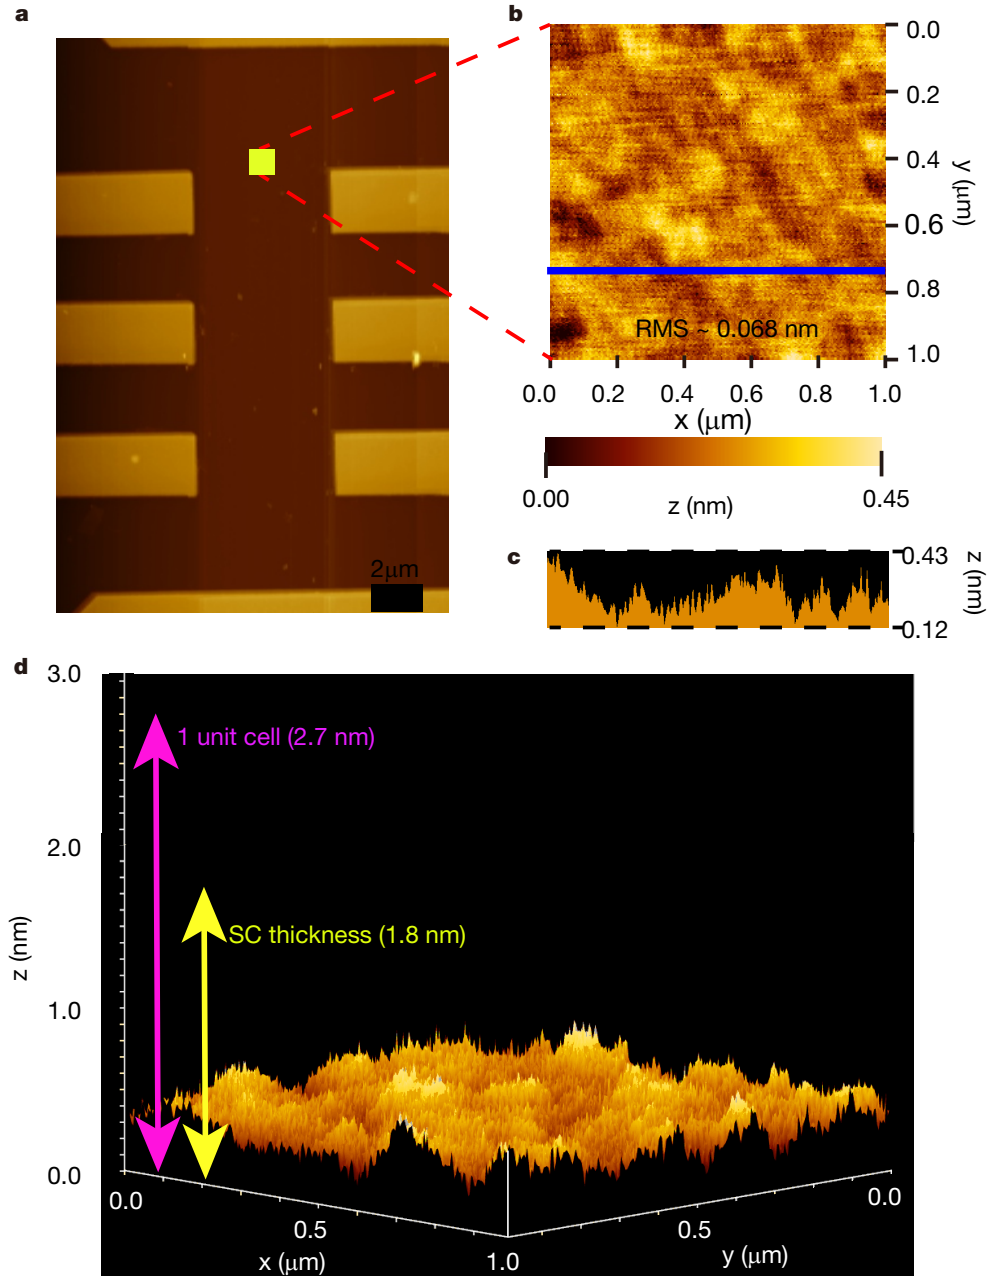 a
2μm
b
0.0
0.2
0.4
0.6
0.8
1.0
y (μm)
RMS ~ 0.068 nm
0.0 0.2 0.4 0.6 0.8 1.0
x (μm)
0.00 0.45
z (nm)
c
0.43
0.12
z (nm)
d
3.0
2.0
1.0
0.0
z (nm)
1 unit cell (2.7 nm)
SC thickness (1.8 nm)
0.0
0.5
1.0
x (μm)
0.5
0.0
y (μm)